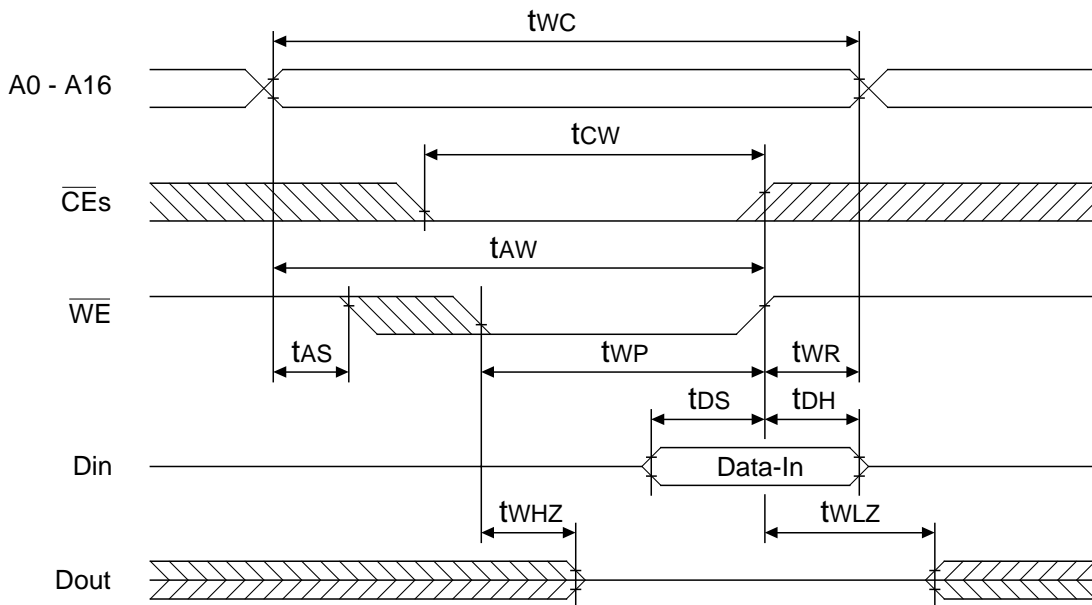 tWC
A0 - A16
tCW
CEs
tAW
WE
tAS
tWP
tWR
tDS
tDH
Din
Data-In
tWHZ
tWLZ
Dout